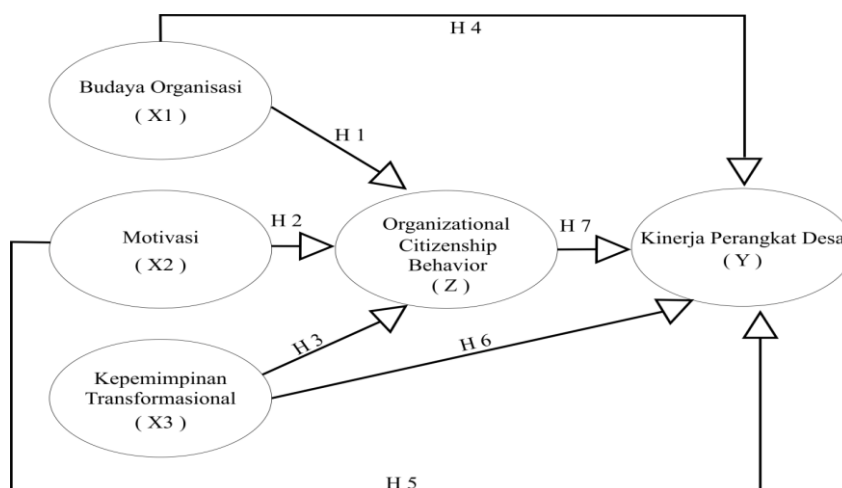 H 4
Budaya Organisasi
( X1 )
H 1
Motivasi
( X2 )
H 2
Organizational
Citizenship
Behavior
( Z )
H 7
Kinerja Perangkat Desa
( Y )
H 3
H 6
Kepemimpinan
Transformasional
( X3 )
H 5